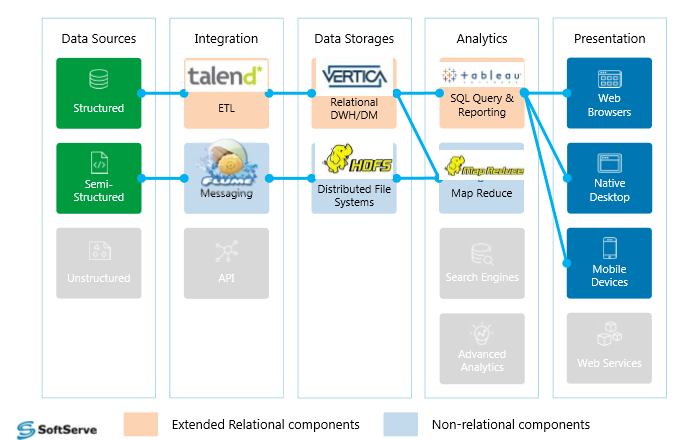 Data Sources
Integration
Data Storages
Analytics
Presentation
Structured
talend*
ETL
VERTICA
Relational
DWH/DM
+ableau
SQL Query &
Reporting
Web
Browsers
Semi-
Structured
FLUME
Messaging
HDFS
Distributed File
Systems
MapReduce
Map Reduce
Native
Desktop
Unstructured
API
Search Engines
Mobile
Devices
Advanced
Analytics
Web Services
SoftServe
Extended Relational components
Non-relational components